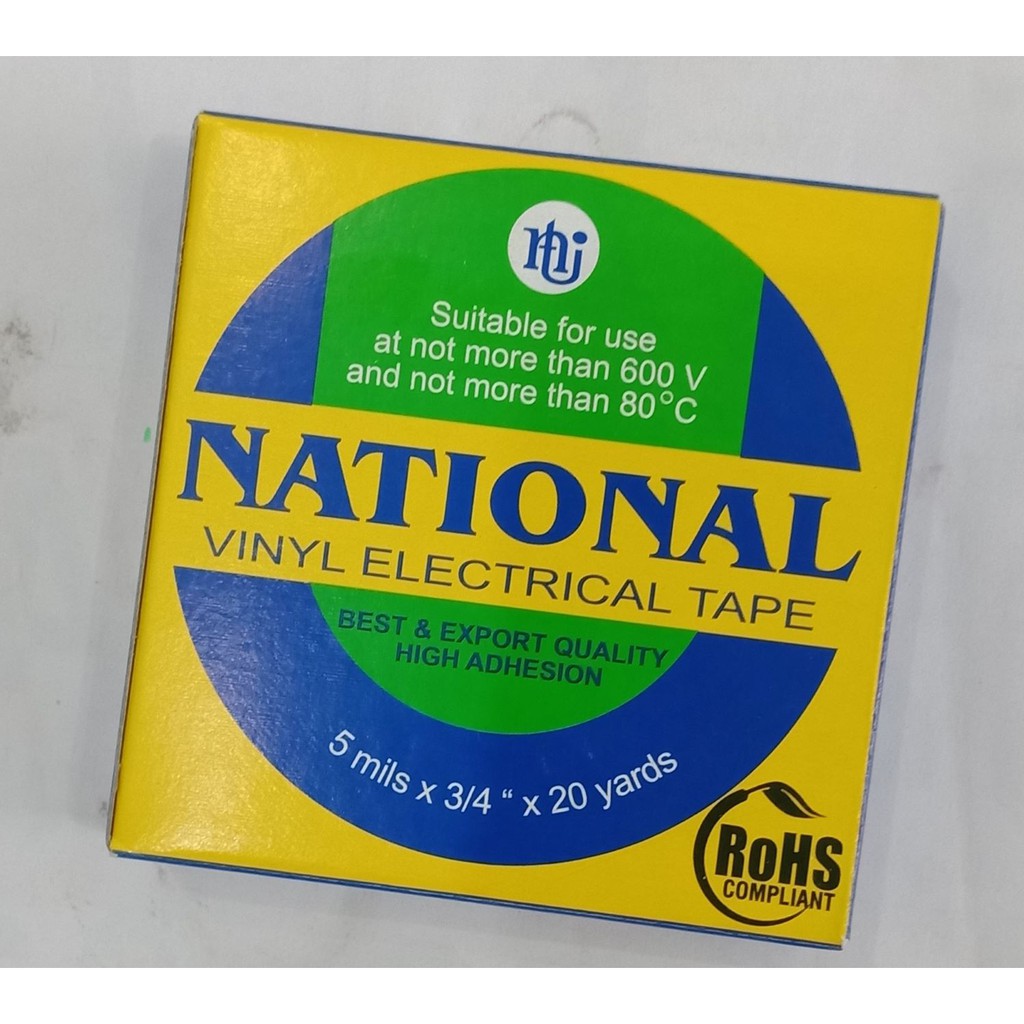 Suitable for use
at not more than 600 V
and not more than 80°C
NATIONAL
VINYL ELECTRICAL TAPE
BEST & EXPORT QUALITY
HIGH ADHESION
5 mils x 3/4 “ x 20 yards
RoHS
COMPLIANT